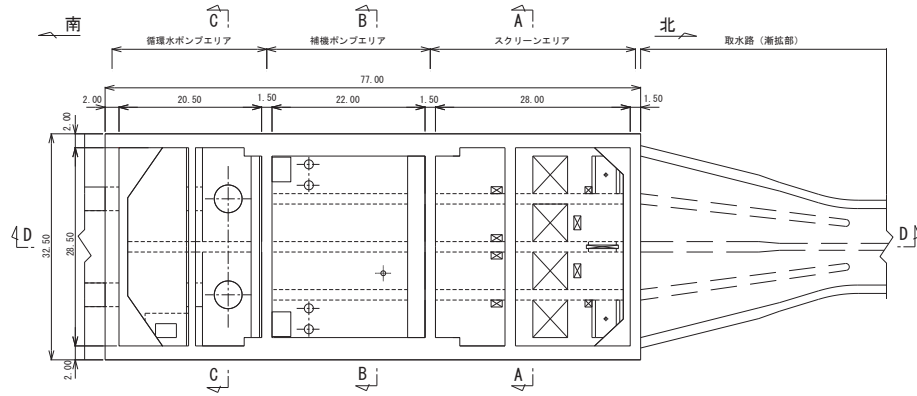 C
B
A
南
北
循環水ポンプエリア
補機ポンプエリア
スクリーンエリア
取水路（漸拡部）
77.00
2.00
20.50
1.50
22.00
1.50
28.00
1.50
2.00
D
32.50
28.50
D
2.00
C
B
A